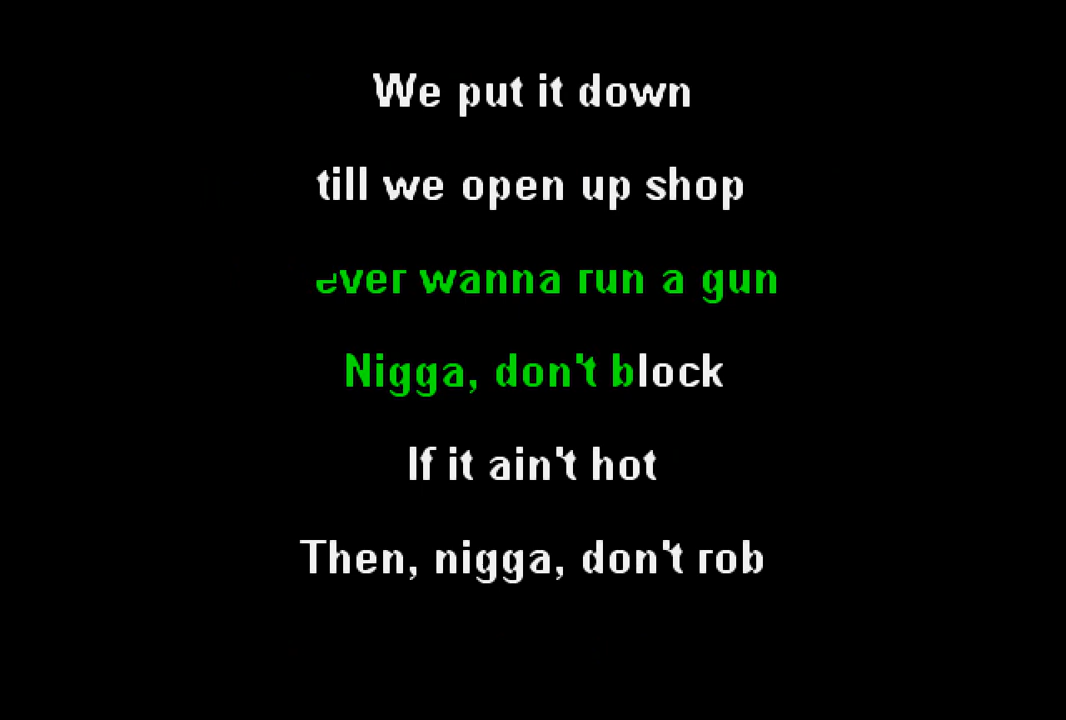 We put it down
till we open up shop
ever wanna run a gun
Nigga, don't block
If it ain't hot
Then, nigga, don't rob